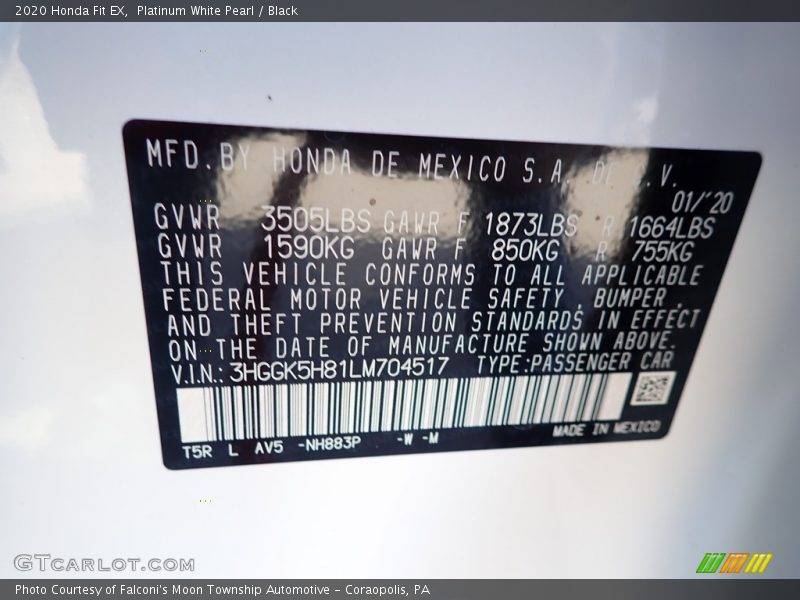 2020 Honda Fit EX,  Platinum White Pearl / Black
MFD.BY HONDA DE MEXICO S.A. DE .V.
01/'20
GVWR 3505LBS GAWR F 1873LBS R 1664LBS
GVWR 1590KG GAWR F 850KG R 755KG
THIS VEHICLE CONFORMS TO ALL APPLICABLE
FEDERAL MOTOR VEHICLE SAFETY, BUMPER,
AND THEFT PREVENTION STANDARDS IN EFFECT
ON THE DATE OF MANUFACTURE SHOWN ABOVE.
V.I.N.: 3HGGK5H81LM704517 TYPE:PASSENGER CAR
T5R L AV5 -NH883P -W -M
MADE IN MEXICO
GTCARLOT.COM
Photo Courtesy of Falconi's Moon Township Automotive – Coraopolis, PA